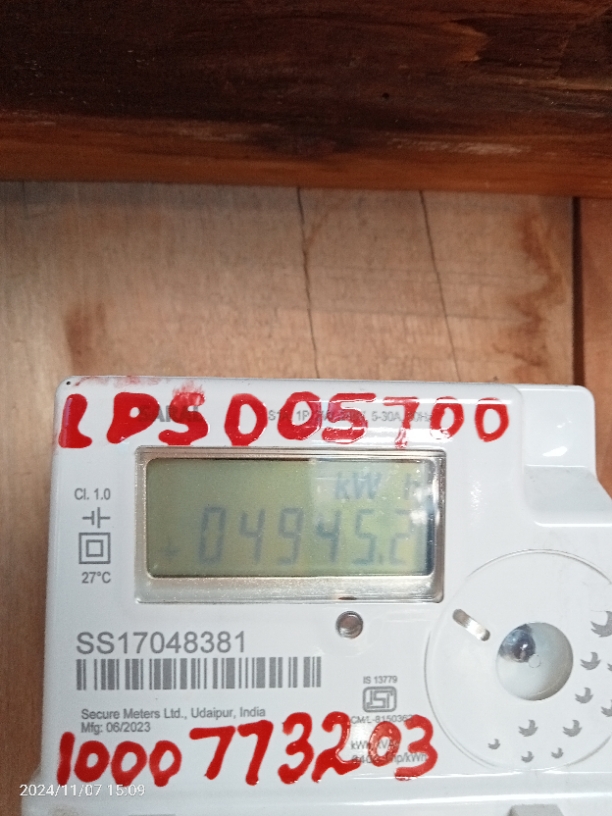 LPS005700
Cl. 1.0
kW h
04945.2
27°C
SS17048381
IS 13779
Secure Meters Ltd., Udaipur, India
Mfg: 06/2023
1000773203
2024/11/07 15:09